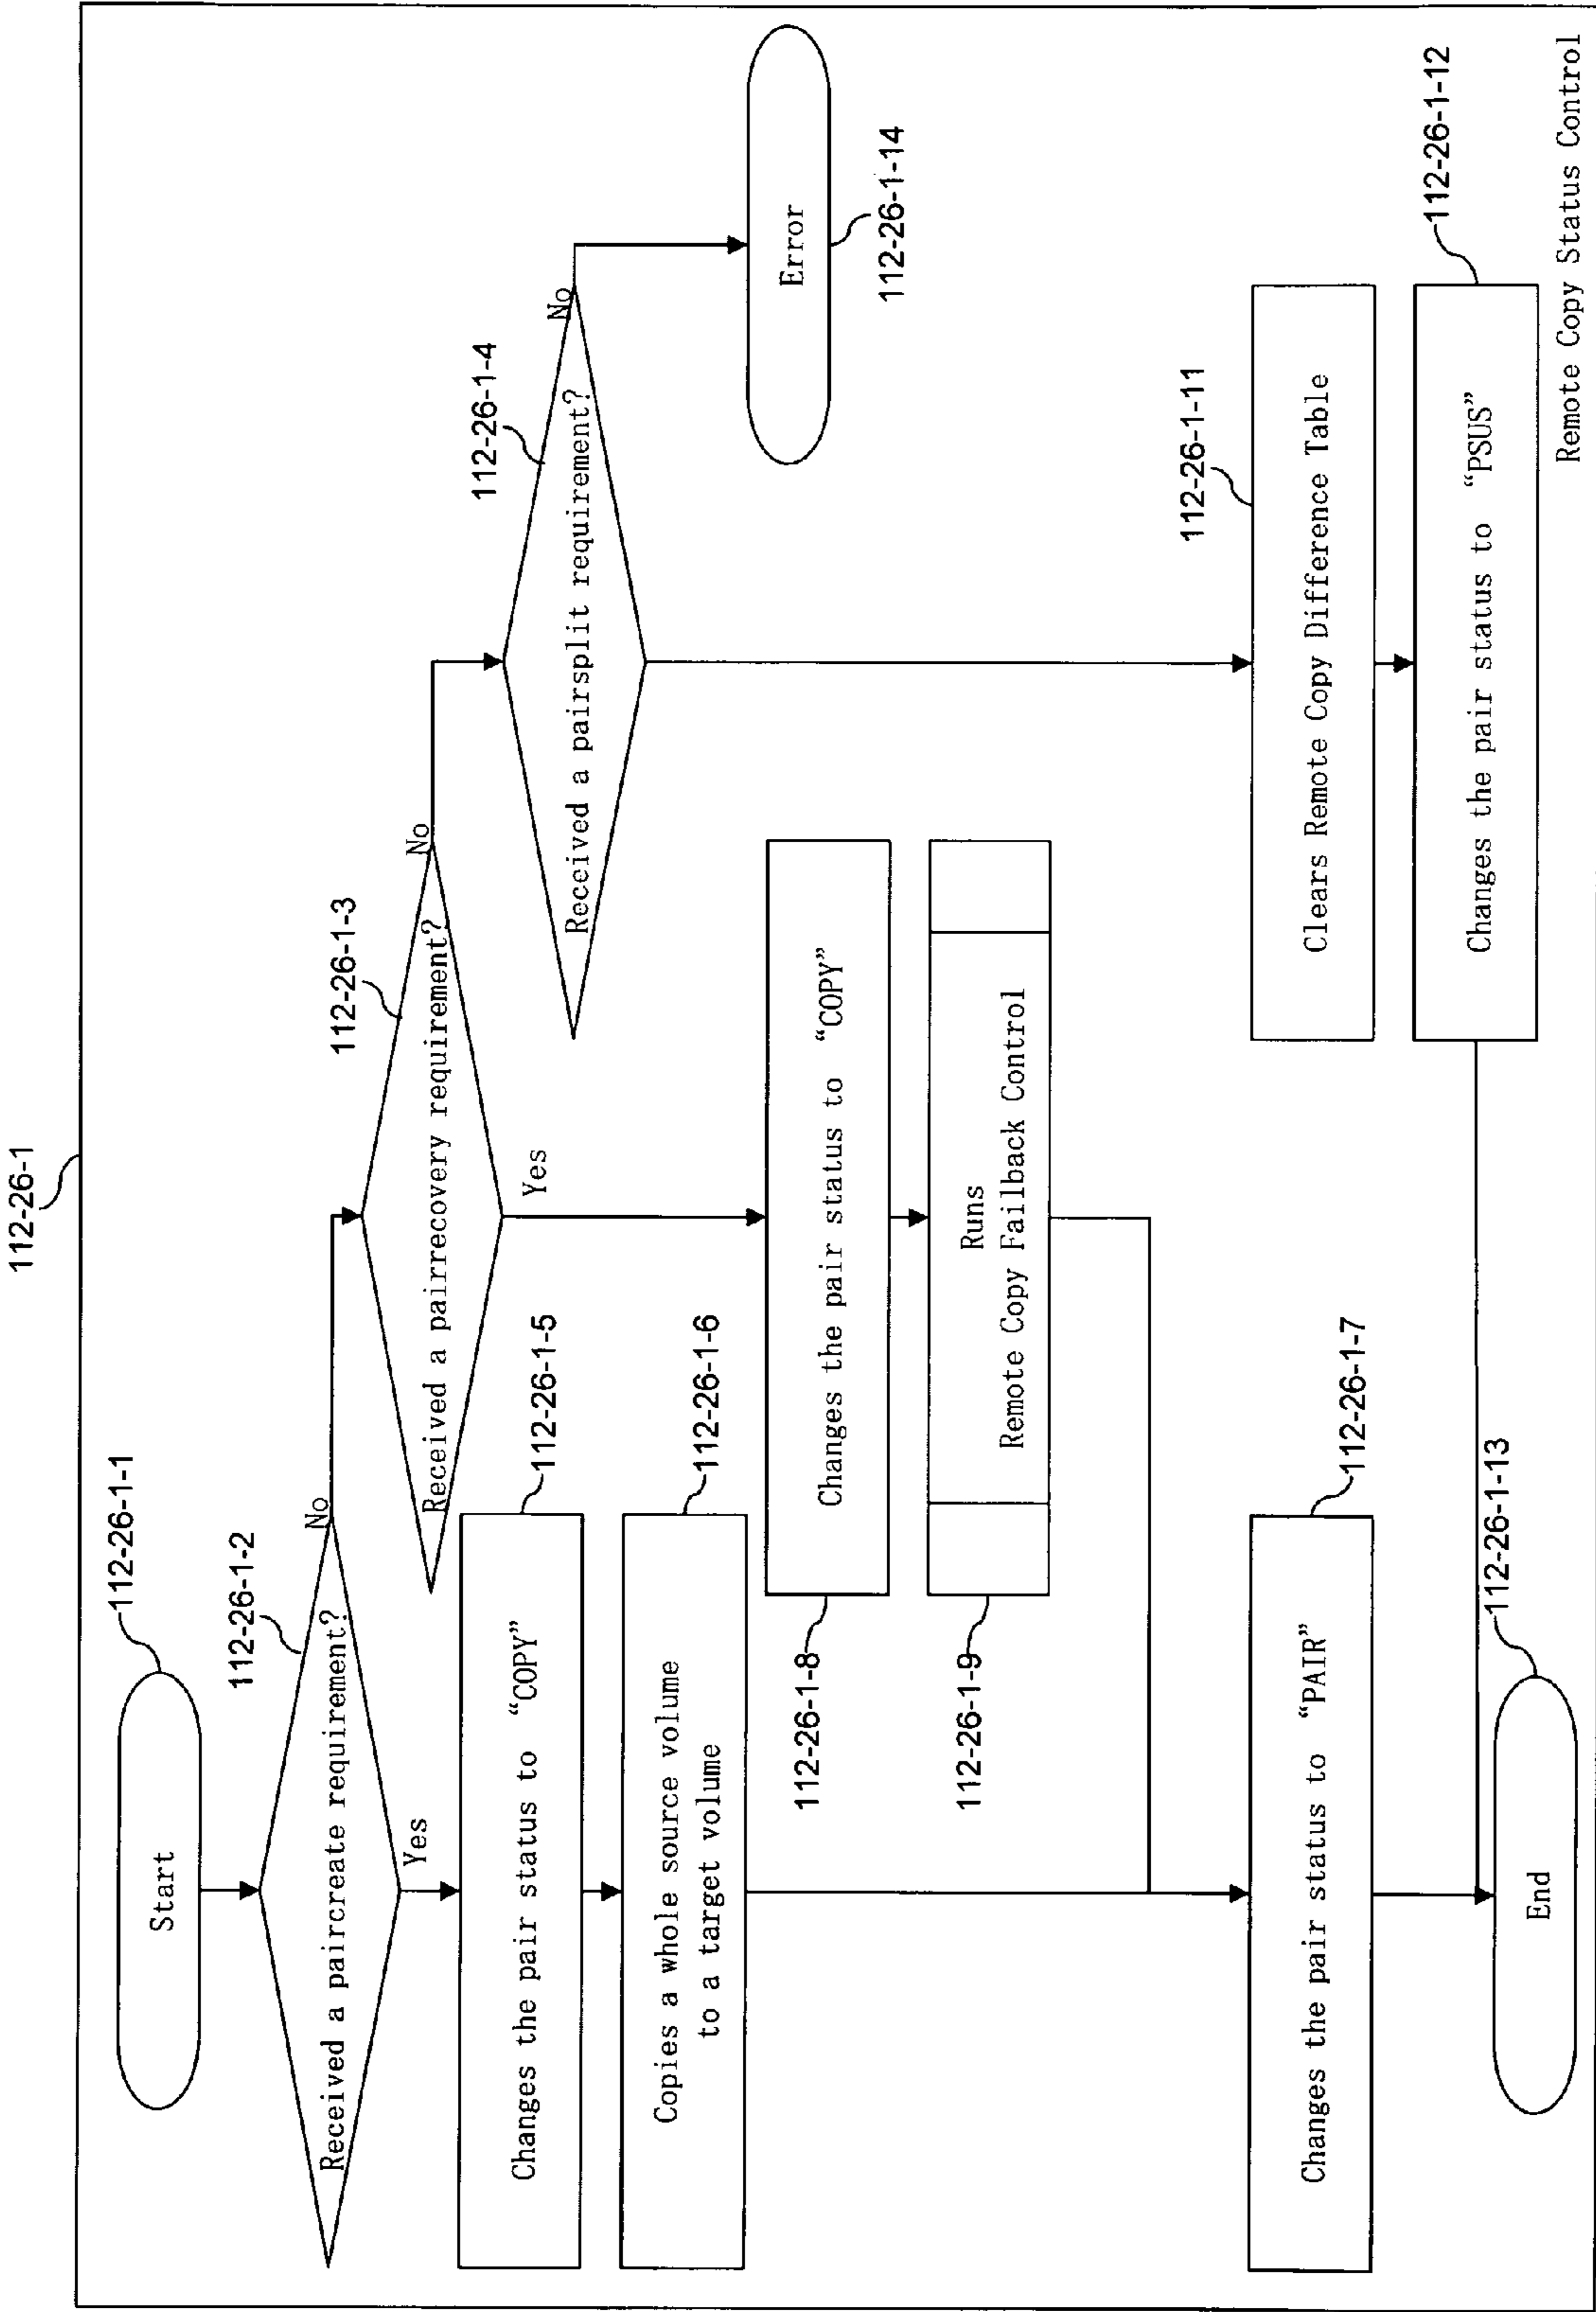 112-26-1
Start
112-26-1-1
112-26-1-2
Received a paircreate requirement?
No
Yes
112-26-1-3
Received a pairrecovery requirement?
No
Yes
112-26-1-4
Received a pairsplit requirement?
No
Changes the pair status to “COPY”
112-26-1-5
Copies a whole source volume
to a target volume
112-26-1-6
112-26-1-8
Changes the pair status to “COPY”
112-26-1-9
Runs
Remote Copy Failback Control
Error
112-26-1-14
112-26-1-11
Clears Remote Copy Difference Table
Changes the pair status to “PAIR”
112-26-1-7
112-26-1-12
Changes the pair status to “PSUS”
End
112-26-1-13
Remote Copy Status Control